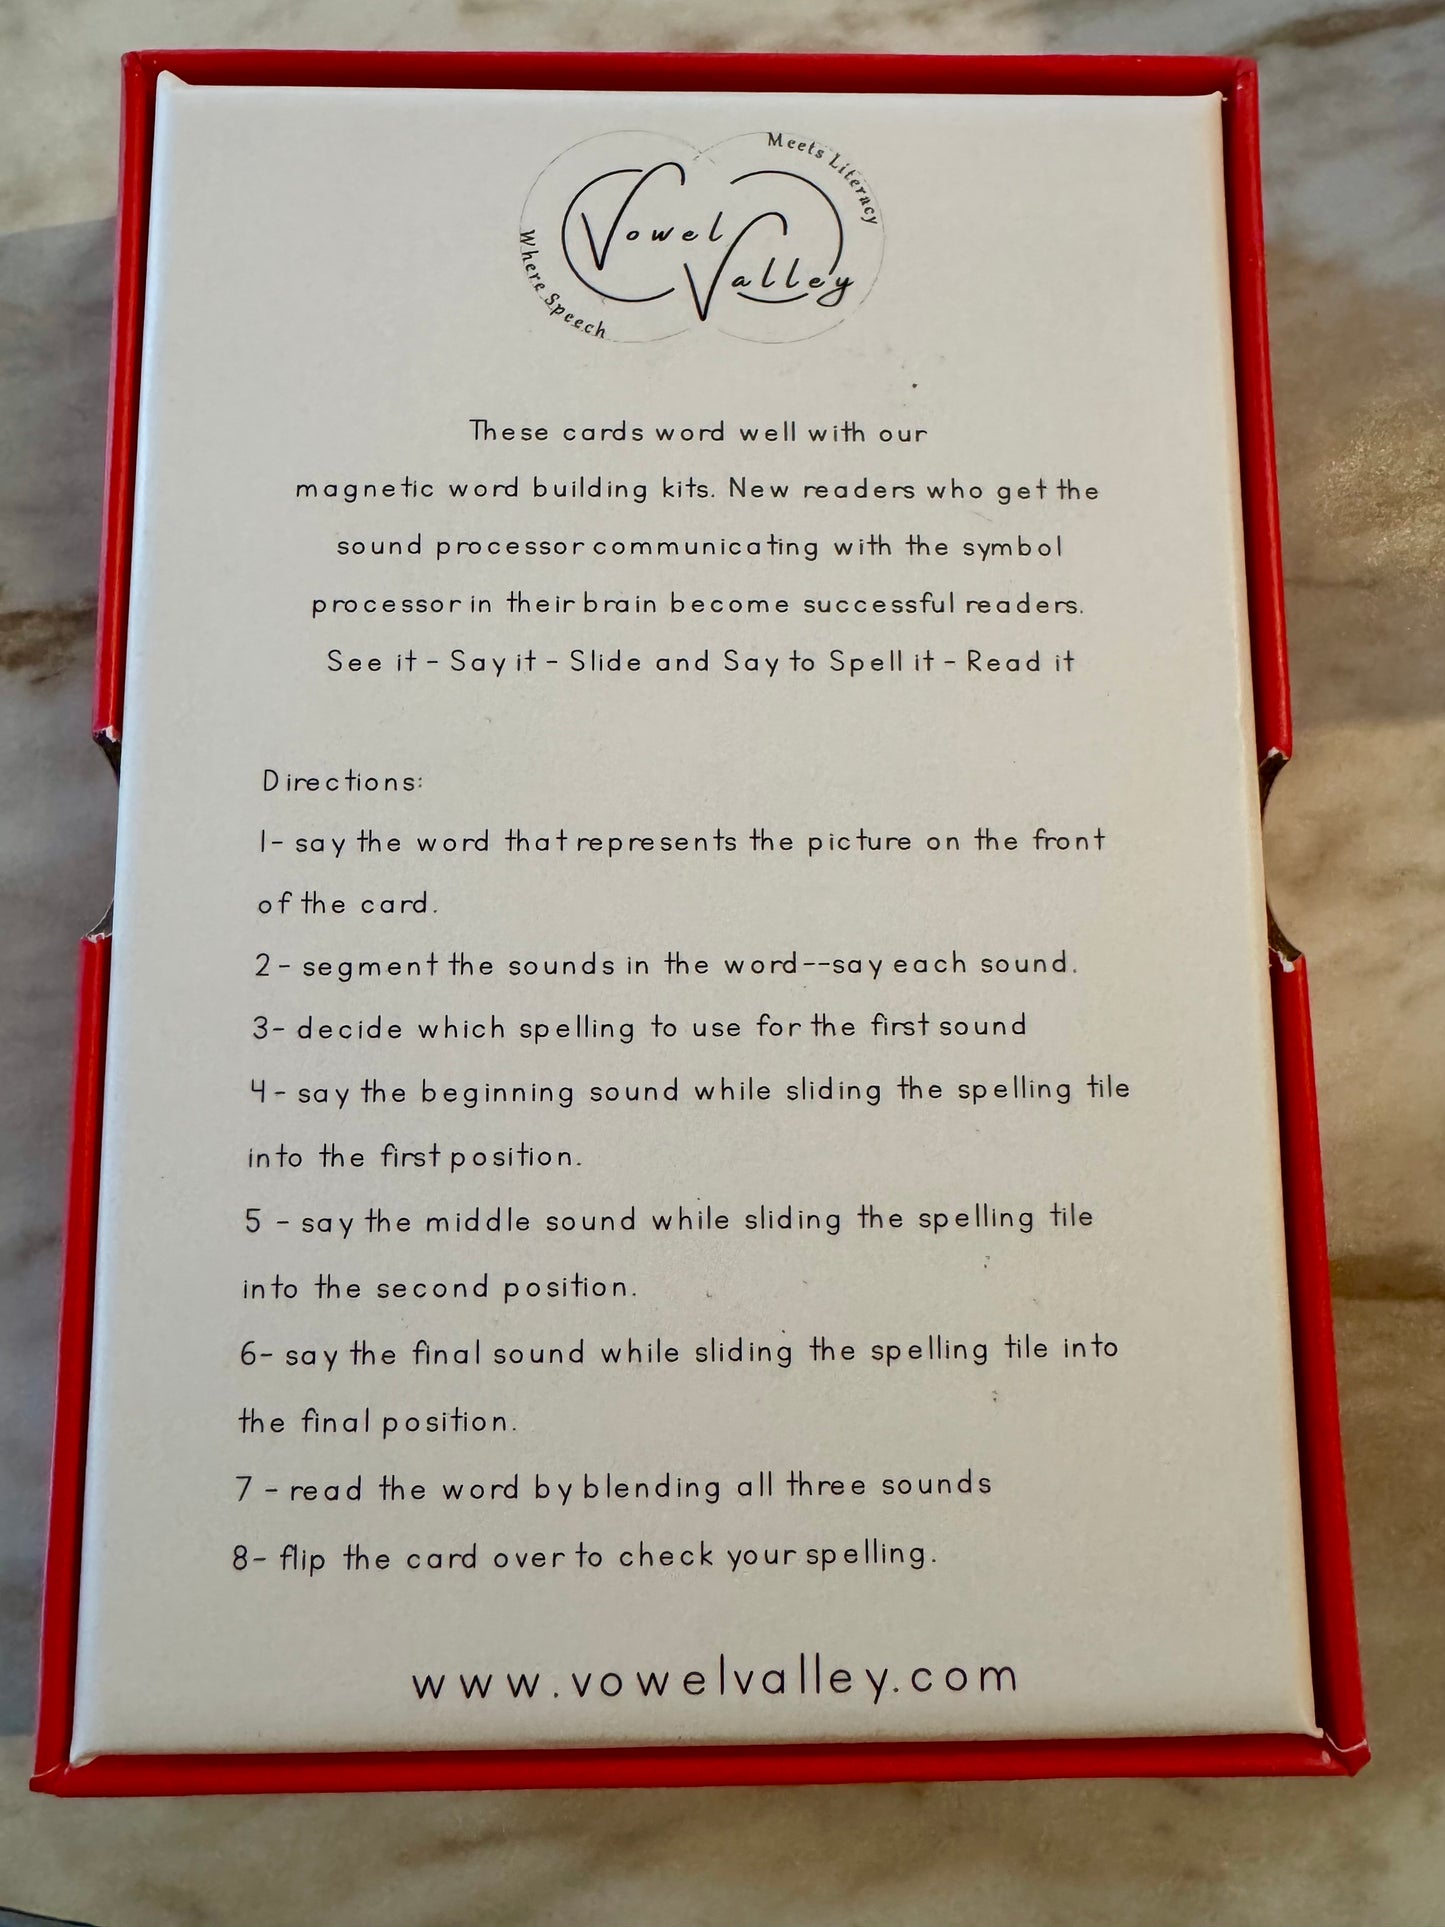 Vowel
Valley
Where Speech
Meets Literacy
These cards word well with our
magnetic word building kits. New readers who get the
sound processor communicating with the symbol
processor in their brain become successful readers.
See it - Say it - Slide and Say to Spell it - Read it
Directions:
1- say the word that represents the picture on the front
of the card.
2- segment the sounds in the word--say each sound.
3- decide which spelling to use for the first sound
4- say the beginning sound while sliding the spelling tile
into the first position.
5 - say the middle sound while sliding the spelling tile
into the second position.
6- say the final sound while sliding the spelling tile into
the final position.
7 - read the word by blending all three sounds
8- flip the card over to check your spelling.
www.vowelvalley.com